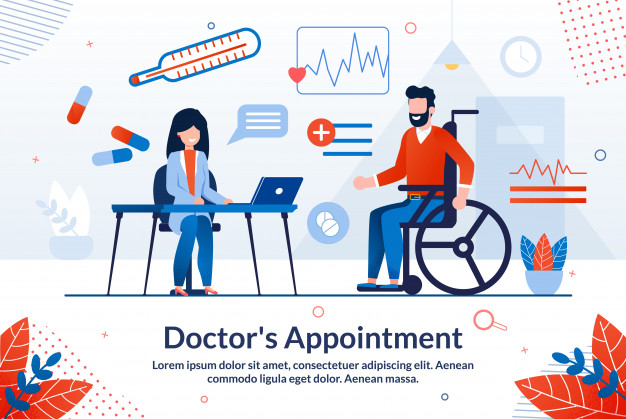 Doctor's Appointment
Lorem ipsum dolor sit amet, consectetuer adipiscing elit. Aenean
commodo ligula eget dolor. Aenean massa.